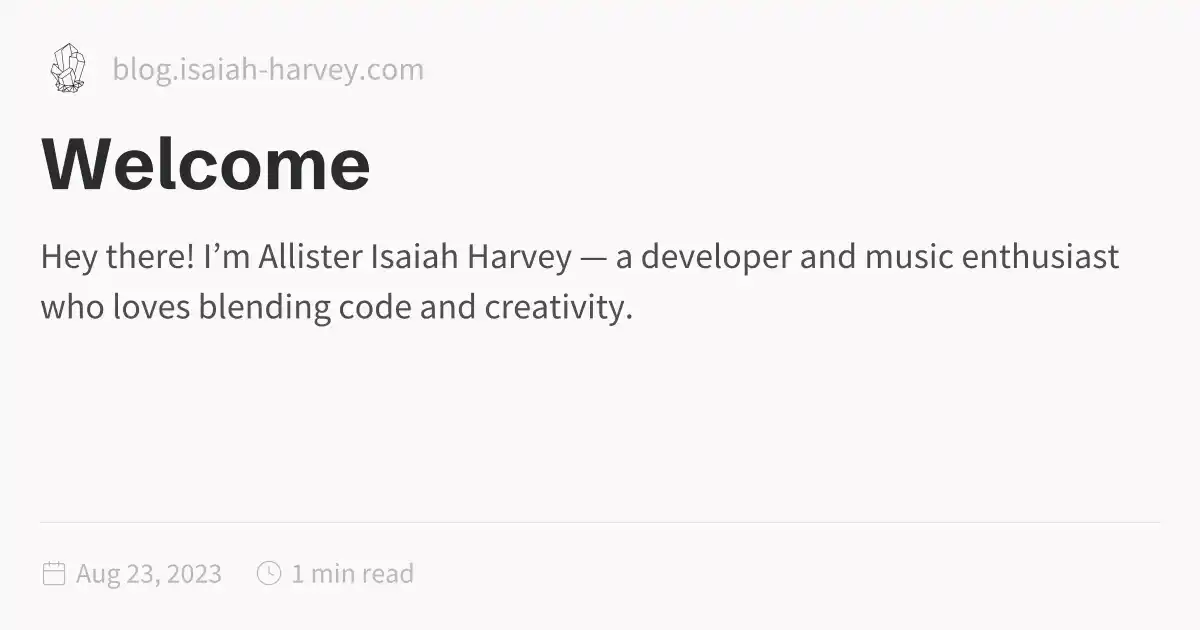 blog.isaiah-harvey.com
Welcome
Hey there! I’m Allister Isaiah Harvey — a developer and music enthusiast
who loves blending code and creativity.
Aug 23, 2023 1 min read